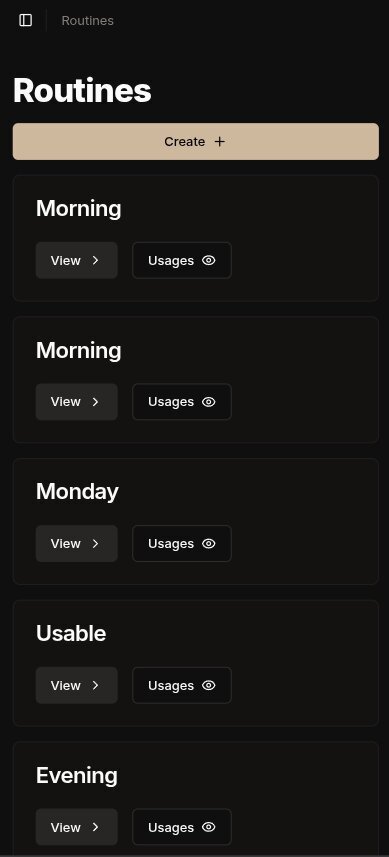 Routines
Routines
Create
Morning
View Usages
Morning
View Usages
Monday
View Usages
Usable
View Usages
Evening
View Usages